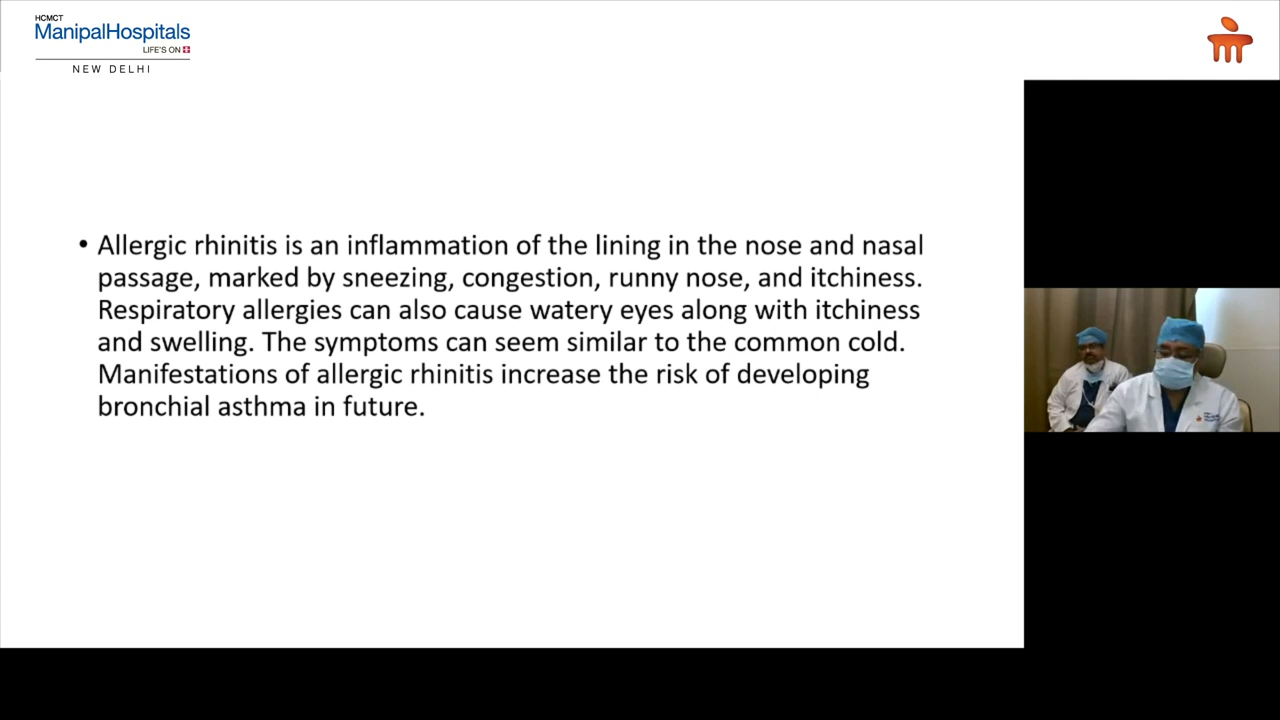 HCMCT
ManipalHospitals
LIFE'S ON
NEW DELHI
• Allergic rhinitis is an inflammation of the lining in the nose and nasal
passage, marked by sneezing, congestion, runny nose, and itchiness.
Respiratory allergies can also cause watery eyes along with itchiness
and swelling. The symptoms can seem similar to the common cold.
Manifestations of allergic rhinitis increase the risk of developing
bronchial asthma in future.